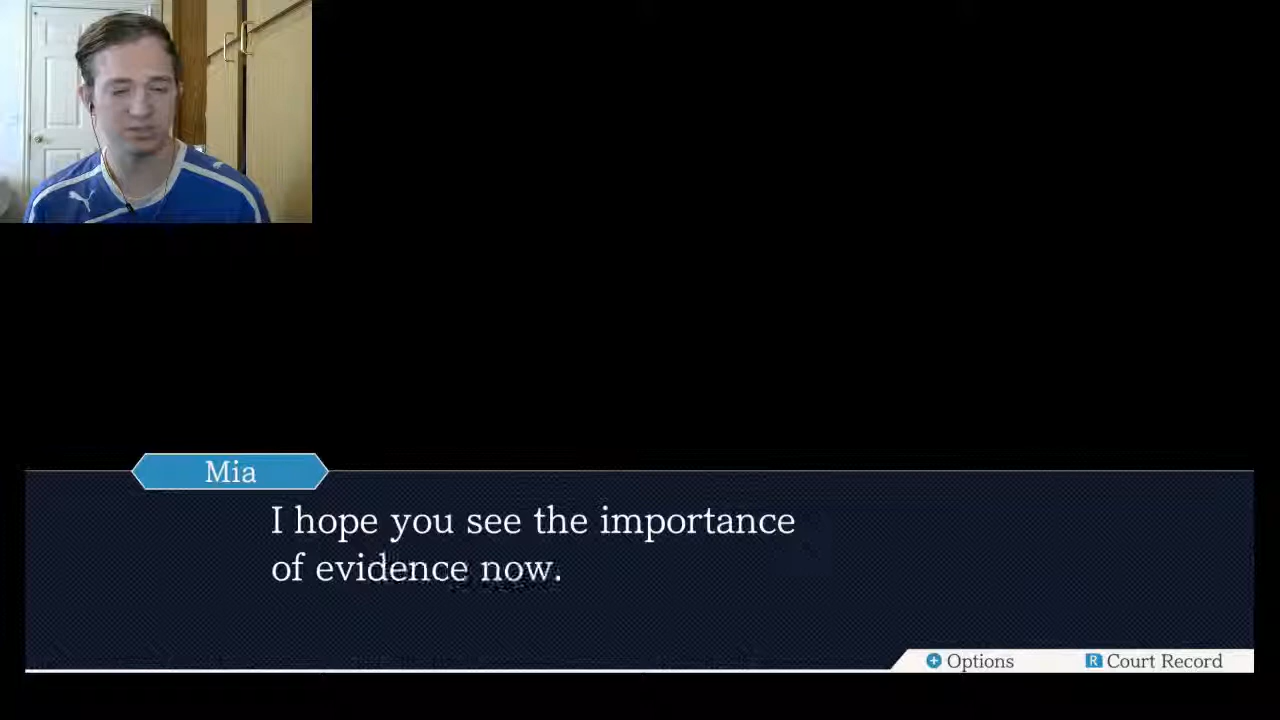 Mia
I hope you see the importance
of evidence now.
Options
R Court Record